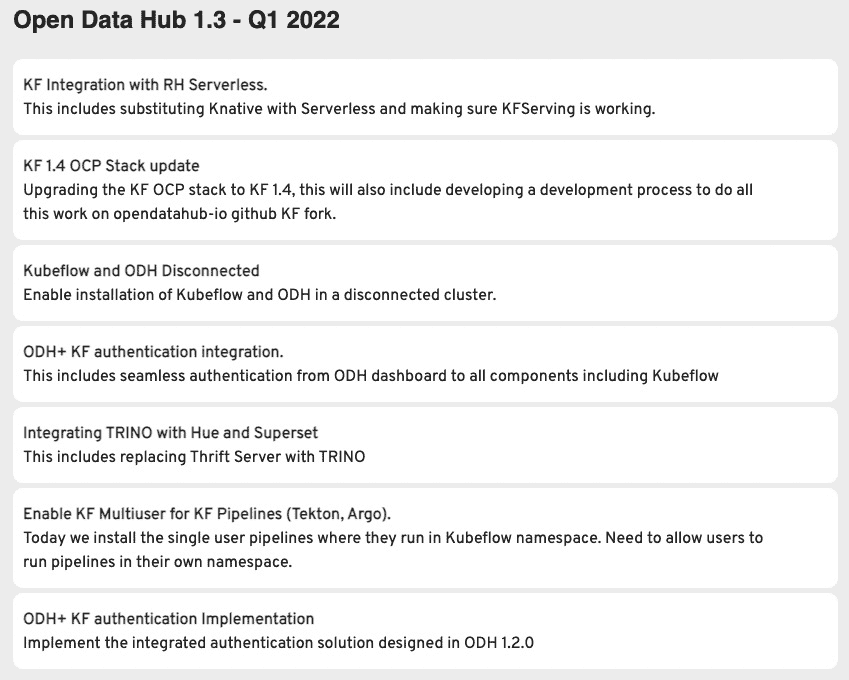 Open Data Hub 1.3 - Q1 2022
KF Integration with RH Serverless.
This includes substituting Knative with Serverless and making sure KFServing is working.
KF 1.4 OCP Stack update
Upgrading the KF OCP stack to KF 1.4, this will also include developing a development process to do all
this work on opendatahub-io github KF fork.
Kubeflow and ODH Disconnected
Enable installation of Kubeflow and ODH in a disconnected cluster.
ODH+ KF authentication integration.
This includes seamless authentication from ODH dashboard to all components including Kubeflow
Integrating TRINO with Hue and Superset
This includes replacing Thrift Server with TRINO
Enable KF Multiuser for KF Pipelines (Tekton, Argo).
Today we install the single user pipelines where they run in Kubeflow namespace. Need to allow users to
run pipelines in their own namespace.
ODH+ KF authentication Implementation
Implement the integrated authentication solution designed in ODH 1.2.0